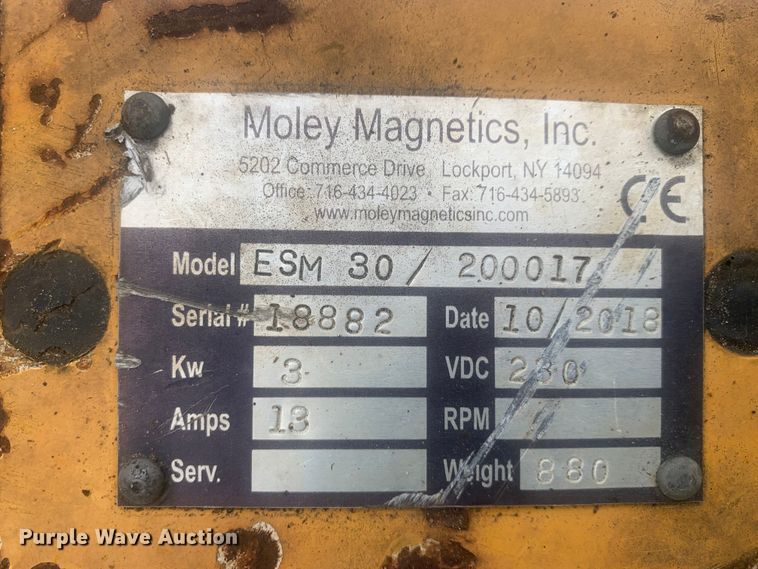 Moley Magnetics, Inc.
5202 Commerce Drive, Lockport, NY 14094
Office: 716-434-4023 • Fax: 716-434-5893
www.moleymagneticsinc.com
CE
Model ESM 30 / 200017
Serial # 18882 Date 10/2018
Kw 3 VDC 230
Amps 13 RPM
Serv. Weight 880
Purple Wave Auction